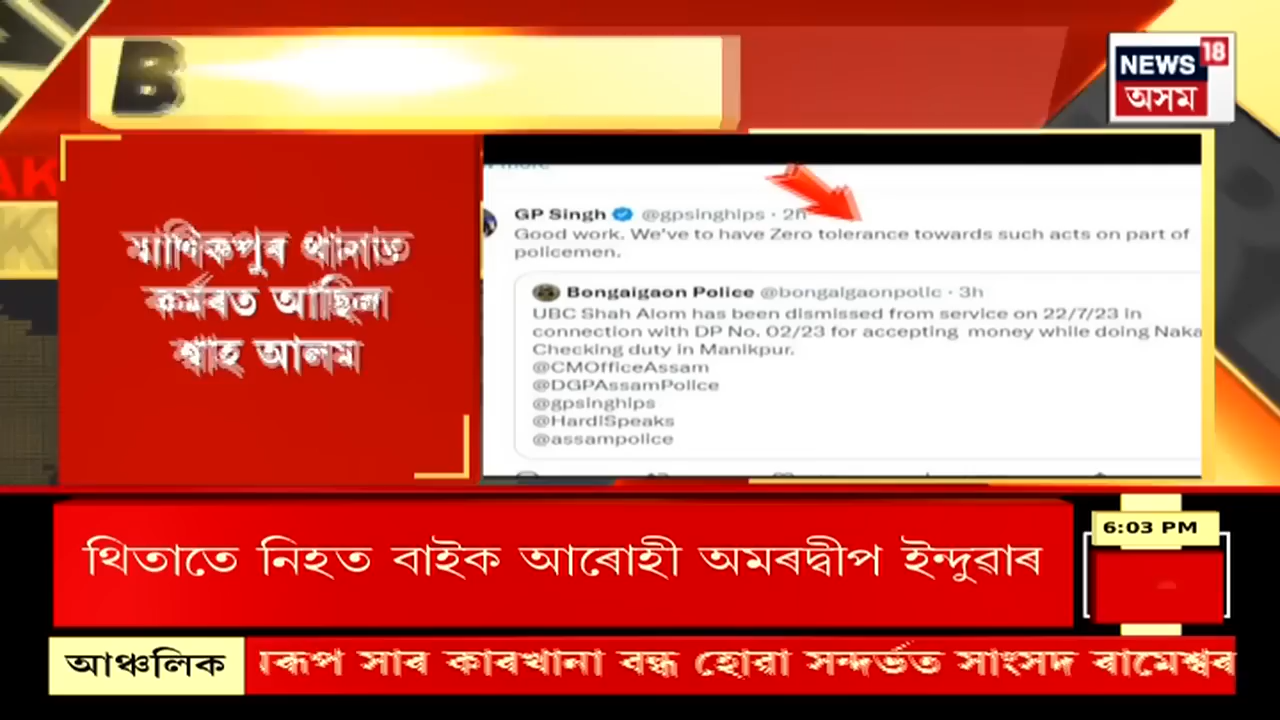 B
NEWS 18
অসম
মাণিকপুৰ থানাত
কৰ্মৰত আছিল
শ্বাহ আলম
GP Singh @gpsinghips · 2h
Good work. We've to have Zero tolerance towards such acts on part of
policemen.
Bongaigaon Police @bongaigaonpolic · 3h
UBC Shah Alom has been dismissed from service on 22/7/23 in
connection with DP No. 02/23 for accepting money while doing Naka
Checking duty in Manikpur.
@CMOfficeAssam
@DGPAssamPolice
@gpsinghips
@HardiSpeaks
@assampolice
থিতাতে নিহত বাইক আৰোহী অমৰদ্বীপ ইন্দুৱাৰ
6:03 PM
আঞ্চলিক
সাৰ কাৰখানা বন্ধ হোৱা সন্দৰ্ভত সাংসদ ৰামেশ্বৰ